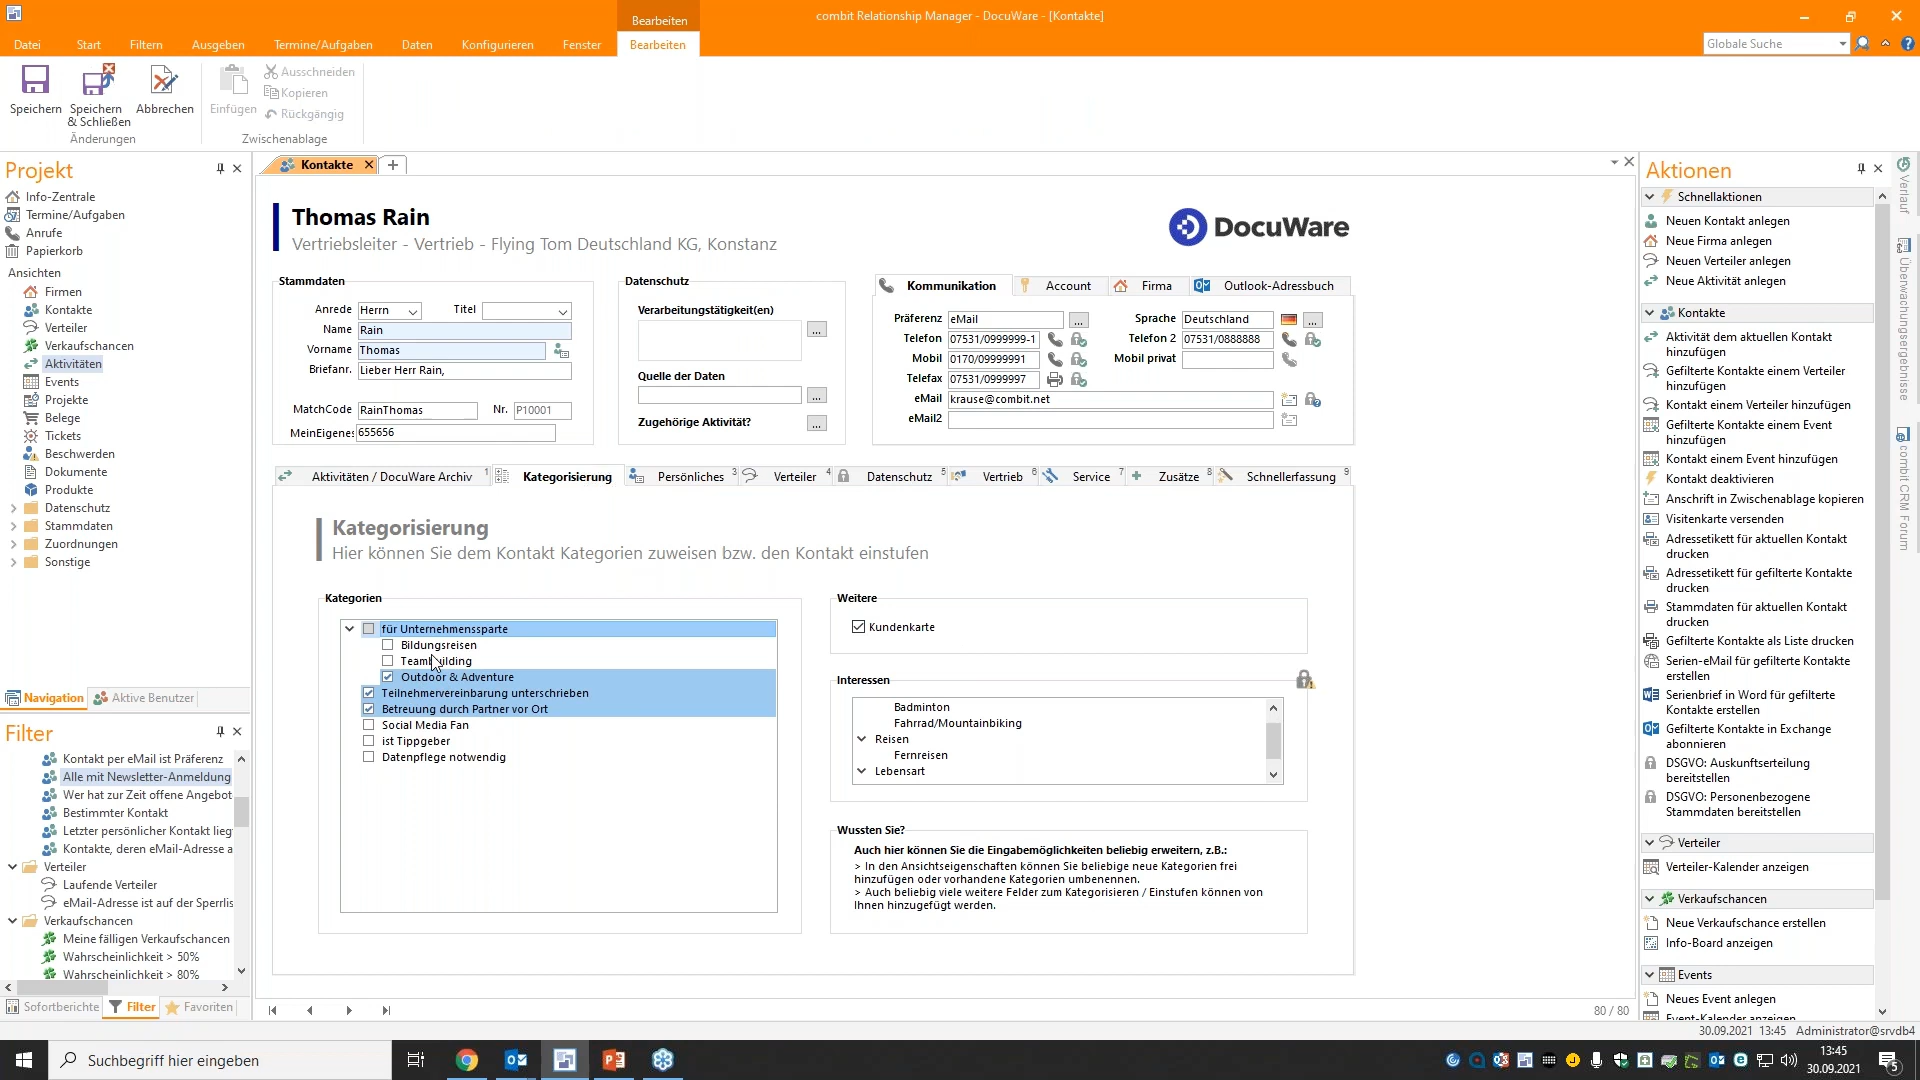 Bearbeiten
combit Relationship Manager - DocuWare - [Kontakte]
Datei
Start
Filtern
Ausgeben
Termine/Aufgaben
Daten
Konfigurieren
Fenster
Bearbeiten
Globale Suche
Speichern
Speichern & Schließen
Abbrechen
Änderungen
Einfügen
Ausschneiden
Kopieren
Rückgängig
Zwischenablage
Projekt
Info-Zentrale
Termine/Aufgaben
Anrufe
Papierkorb
Ansichten
Firmen
Kontakte
Verteiler
Verkaufschancen
Aktivitäten
Events
Projekte
Belege
Tickets
Beschwerden
Dokumente
Produkte
Datenschutz
Stammdaten
Zuordnungen
Sonstige
Navigation
Aktive Benutzer
Filter
Kontakt per eMail ist Präferenz
Alle mit Newsletter-Anmeldung
Wer hat zur Zeit offene Angebot
Bestimmter Kontakt
Letzter persönlicher Kontakt lieg
Kontakte, deren eMail-Adresse a
Verteiler
Laufende Verteiler
eMail-Adresse ist auf der Sperrlis
Verkaufschancen
Meine fälligen Verkaufschancen
Wahrscheinlichkeit > 50%
Wahrscheinlichkeit > 80%
Sofortberichte
Filter
Favoriten
Kontakte
Thomas Rain
Vertriebsleiter - Vertrieb - Flying Tom Deutschland KG, Konstanz
DocuWare
Stammdaten
Anrede Herrn
Titel
Name Rain
Vorname Thomas
Briefanr. Lieber Herr Rain,
MatchCode RainThomas
Nr. P10001
MeinEigenes 655656
Datenschutz
Verarbeitungstätigkeit(en)
...
Quelle der Daten
...
Zugehörige Aktivität?
...
Kommunikation
Account
Firma
Outlook-Adressbuch
Präferenz eMail ...
Sprache Deutschland ...
Telefon 07531/0999999-1
Telefon 2 07531/0888888
Mobil 0170/09999991
Mobil privat
Telefax 07531/0999997
eMail krause@combit.net
eMail2
Aktivitäten / DocuWare Archiv 1
Kategorisierung
Persönliches 3
Verteiler 4
Datenschutz 5
Vertrieb 6
Service 7
Zusätze 8
Schnellerfassung 9
Kategorisierung
Hier können Sie dem Kontakt Kategorien zuweisen bzw. den Kontakt einstufen
Kategorien
für Unternehmenssparte
Bildungsreisen
Teambuilding
Outdoor & Adventure
Teilnehmervereinbarung unterschrieben
Betreuung durch Partner vor Ort
Social Media Fan
ist Tippgeber
Datenpflege notwendig
Weitere
Kundenkarte
Interessen
Badminton
Fahrrad/Mountainbiking
Reisen
Fernreisen
Lebensart
Wussten Sie?
Auch hier können Sie die Eingabemöglichkeiten beliebig erweitern, z.B.:
> In den Ansichtseigenschaften können Sie beliebige neue Kategorien frei
hinzufügen oder vorhandene Kategorien umbenennen.
> Auch beliebig viele weitere Felder zum Kategorisieren / Einstufen können von
Ihnen hinzugefügt werden.
80 / 80
Aktionen
Schnellaktionen
Neuen Kontakt anlegen
Neue Firma anlegen
Neuen Verteiler anlegen
Neue Aktivität anlegen
Kontakte
Aktivität dem aktuellen Kontakt
hinzufügen
Gefilterte Kontakte einem Verteiler
hinzufügen
Kontakt einem Verteiler hinzufügen
Gefilterte Kontakte einem Event
hinzufügen
Kontakt einem Event hinzufügen
Kontakt deaktivieren
Anschrift in Zwischenablage kopieren
Visitenkarte versenden
Adressetikett für aktuellen Kontakt
drucken
Adressetikett für gefilterte Kontakte
drucken
Stammdaten für aktuellen Kontakt
drucken
Gefilterte Kontakte als Liste drucken
Serien-eMail für gefilterte Kontakte
erstellen
Serienbrief in Word für gefilterte
Kontakte erstellen
Gefilterte Kontakte in Exchange
abonnieren
DSGVO: Auskunftserteilung
bereitstellen
DSGVO: Personenbezogene
Stammdaten bereitstellen
Verteiler
Verteiler-Kalender anzeigen
Verkaufschancen
Neue Verkaufschance erstellen
Info-Board anzeigen
Events
Neues Event anlegen
Event-Kalender anzeigen
Verlauf
Überwachungsergebnisse
combit CRM Forum
30.09.2021 13:45 Administrator@srvdb4
Suchbegriff hier eingeben
13:45
30.09.2021
5